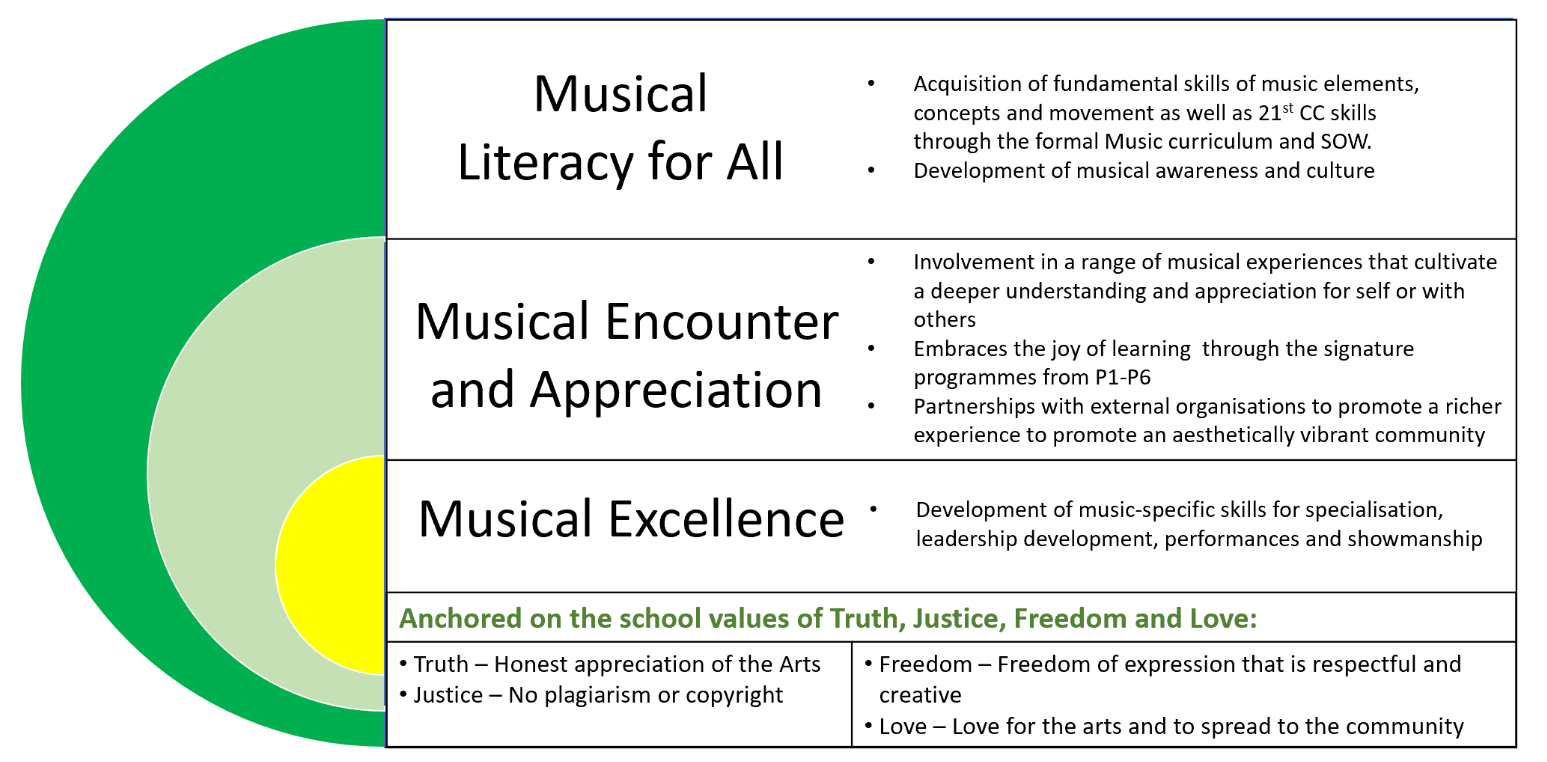 Musical
Literacy for All
• Acquisition of fundamental skills of music elements,
concepts and movement as well as 21st CC skills
through the formal Music curriculum and SOW.
• Development of musical awareness and culture
Musical Encounter
and Appreciation
• Involvement in a range of musical experiences that cultivate
a deeper understanding and appreciation for self or with
others
• Embraces the joy of learning through the signature
programmes from P1-P6
• Partnerships with external organisations to promote a richer
experience to promote an aesthetically vibrant community
Musical Excellence
• Development of music-specific skills for specialisation,
leadership development, performances and showmanship
Anchored on the school values of Truth, Justice, Freedom and Love:
• Truth – Honest appreciation of the Arts
• Justice – No plagiarism or copyright
• Freedom – Freedom of expression that is respectful and
creative
• Love – Love for the arts and to spread to the community